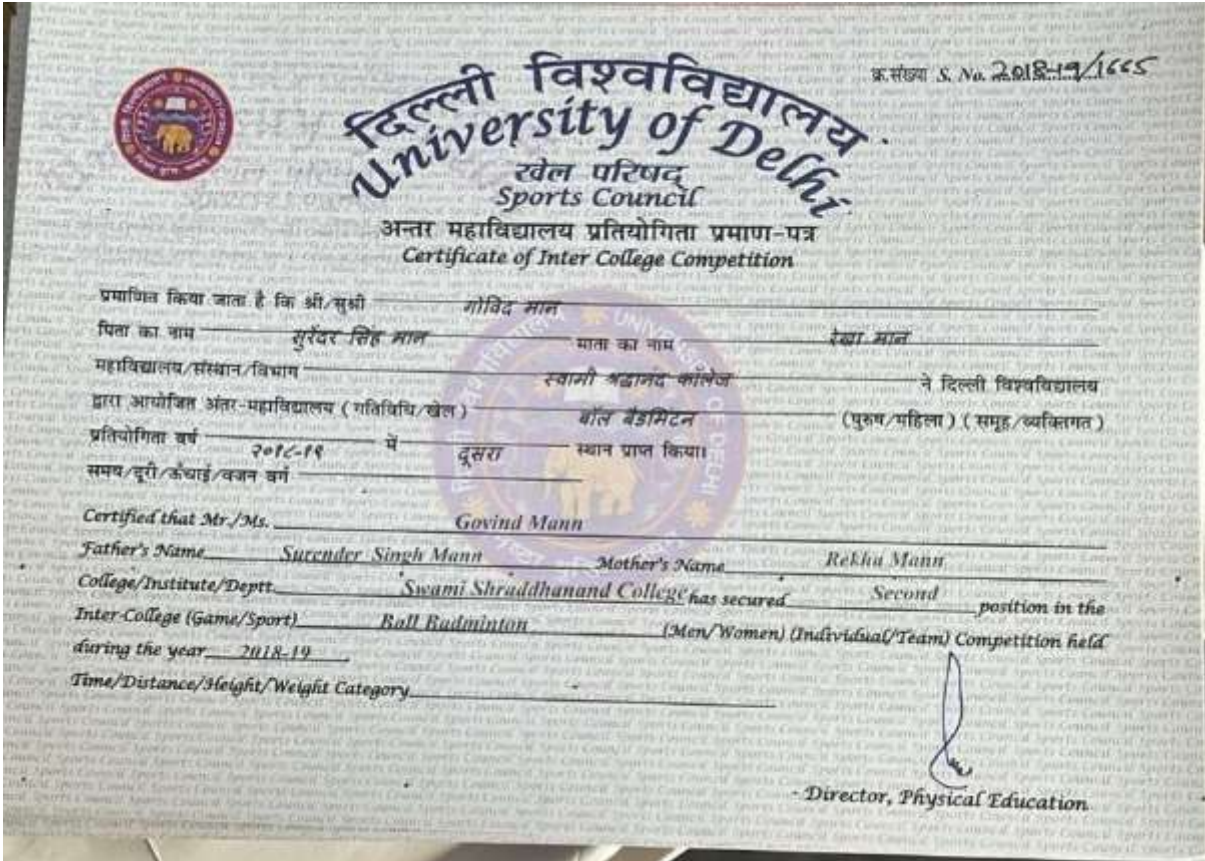 क्र.संख्या S. No. 2018-19/1665
दिल्ली विश्वविद्यालय
University of Delhi
खेल परिषद्
Sports Council
अन्तर महाविद्यालय प्रतियोगिता प्रमाण-पत्र
Certificate of Inter College Competition
प्रमाणित किया जाता है कि श्री/सुश्री गोविंद मान
पिता का नाम सुरेंदर सिंह मान माता का नाम रेखा मान
महाविद्यालय/संस्थान/विभाग स्वामी श्रद्धानंद कॉलेज ने दिल्ली विश्वविद्यालय
द्वारा आयोजित अंतर-महाविद्यालय (गतिविधि/खेल) बॉल बैडमिंटन (पुरुष/महिला) (समूह/व्यक्तिगत)
प्रतियोगिता वर्ष २०१८-१९ में दूसरा स्थान प्राप्त किया।
समय/दूरी/ऊँचाई/वजन वर्ग
Certified that Mr./Ms. Govind Mann
Father's Name Surender Singh Mann Mother's Name Rekha Mann
College/Institute/Deptt. Swami Shraddhanand College has secured Second position in the
Inter-College (Game/Sport) Ball Badminton (Men/Women) (Individual/Team) Competition held
during the year 2018-19
Time/Distance/Height/Weight Category
- Director, Physical Education